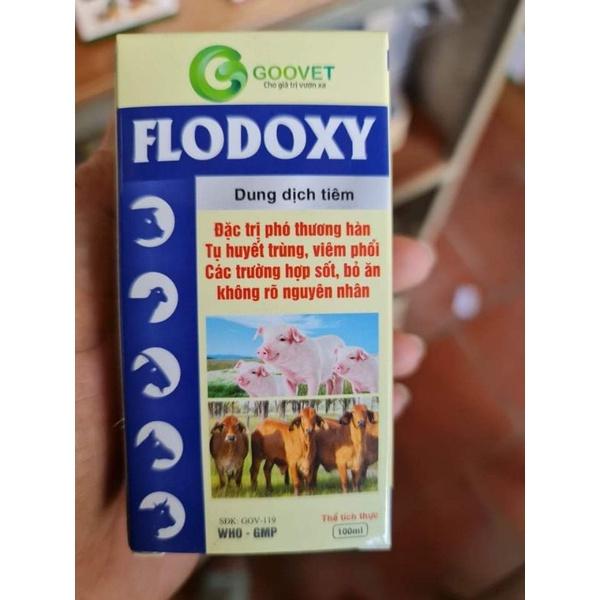 GOOVET
Cho giá trị vươn xa
FLODOXY
Dung dịch tiêm
Đặc trị phó thương hàn
Tụ huyết trùng, viêm phổi
Các trường hợp sốt, bỏ ăn
không rõ nguyên nhân
SĐK: GOV-119
WHO - GMP
Thể tích thực
100ml